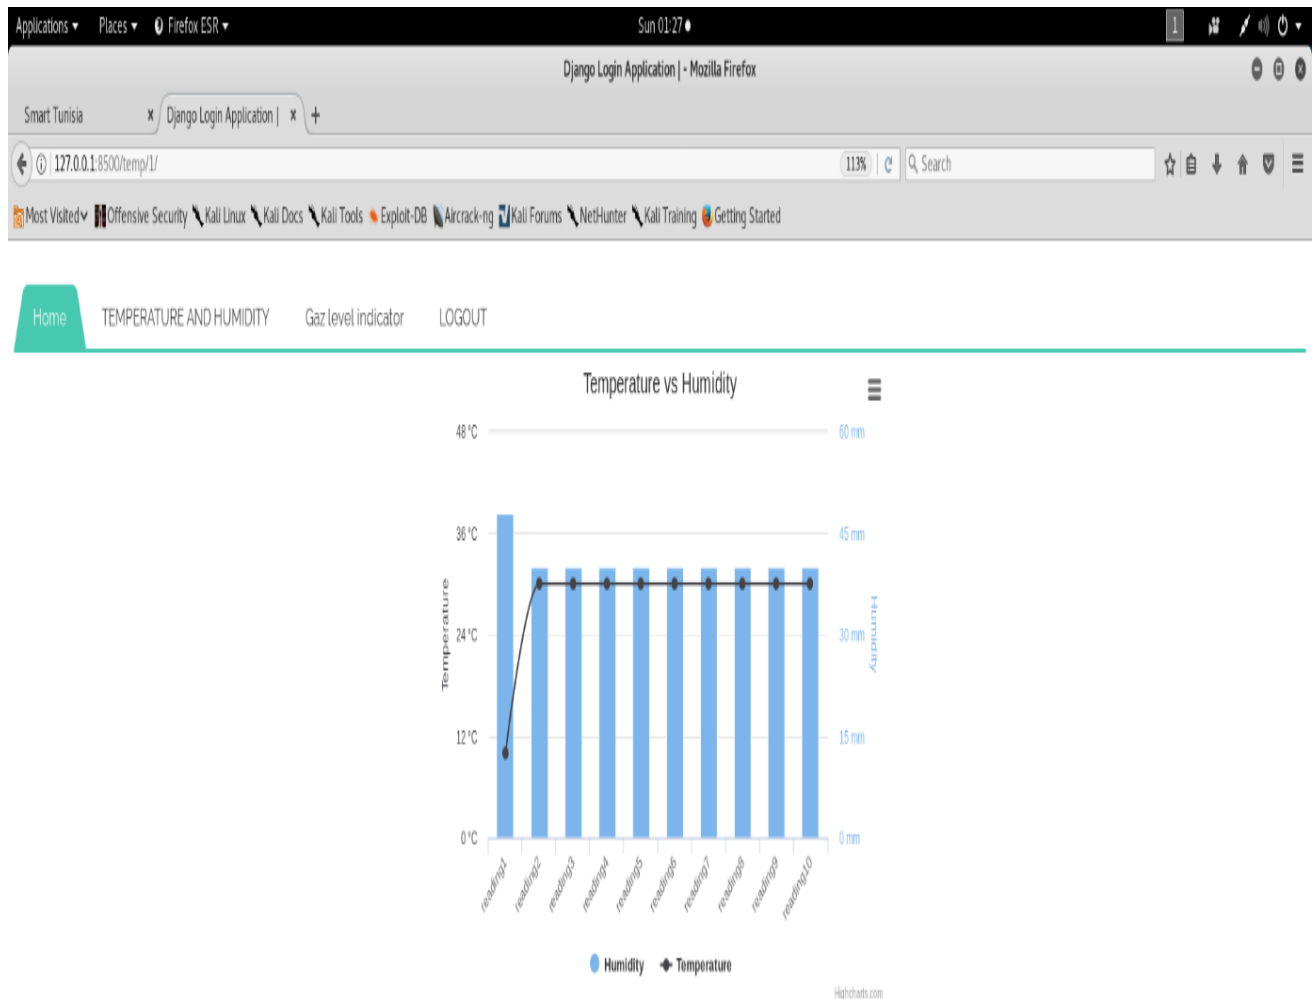 Applications Places Firefox ESR Sun 01:27 1
Django Login Application | - Mozilla Firefox
Smart Tunisia × Django Login Application | × +
127.0.0.1:8500/temp/1/ 113% Search
Most Visited Offensive Security Kali Linux Kali Docs Kali Tools Exploit-DB Aircrack-ng Kali Forums NetHunter Kali Training Getting Started
Home TEMPERATURE AND HUMIDITY Gaz level indicator LOGOUT
Temperature vs Humidity
48 °C 60 mm
36 °C 45 mm
Temperature
24 °C 30 mm
Humidity
12 °C 15 mm
0 °C 0 mm
reading1 reading2 reading3 reading4 reading5 reading6 reading7 reading8 reading9 reading10
Humidity Temperature
Highcharts.com